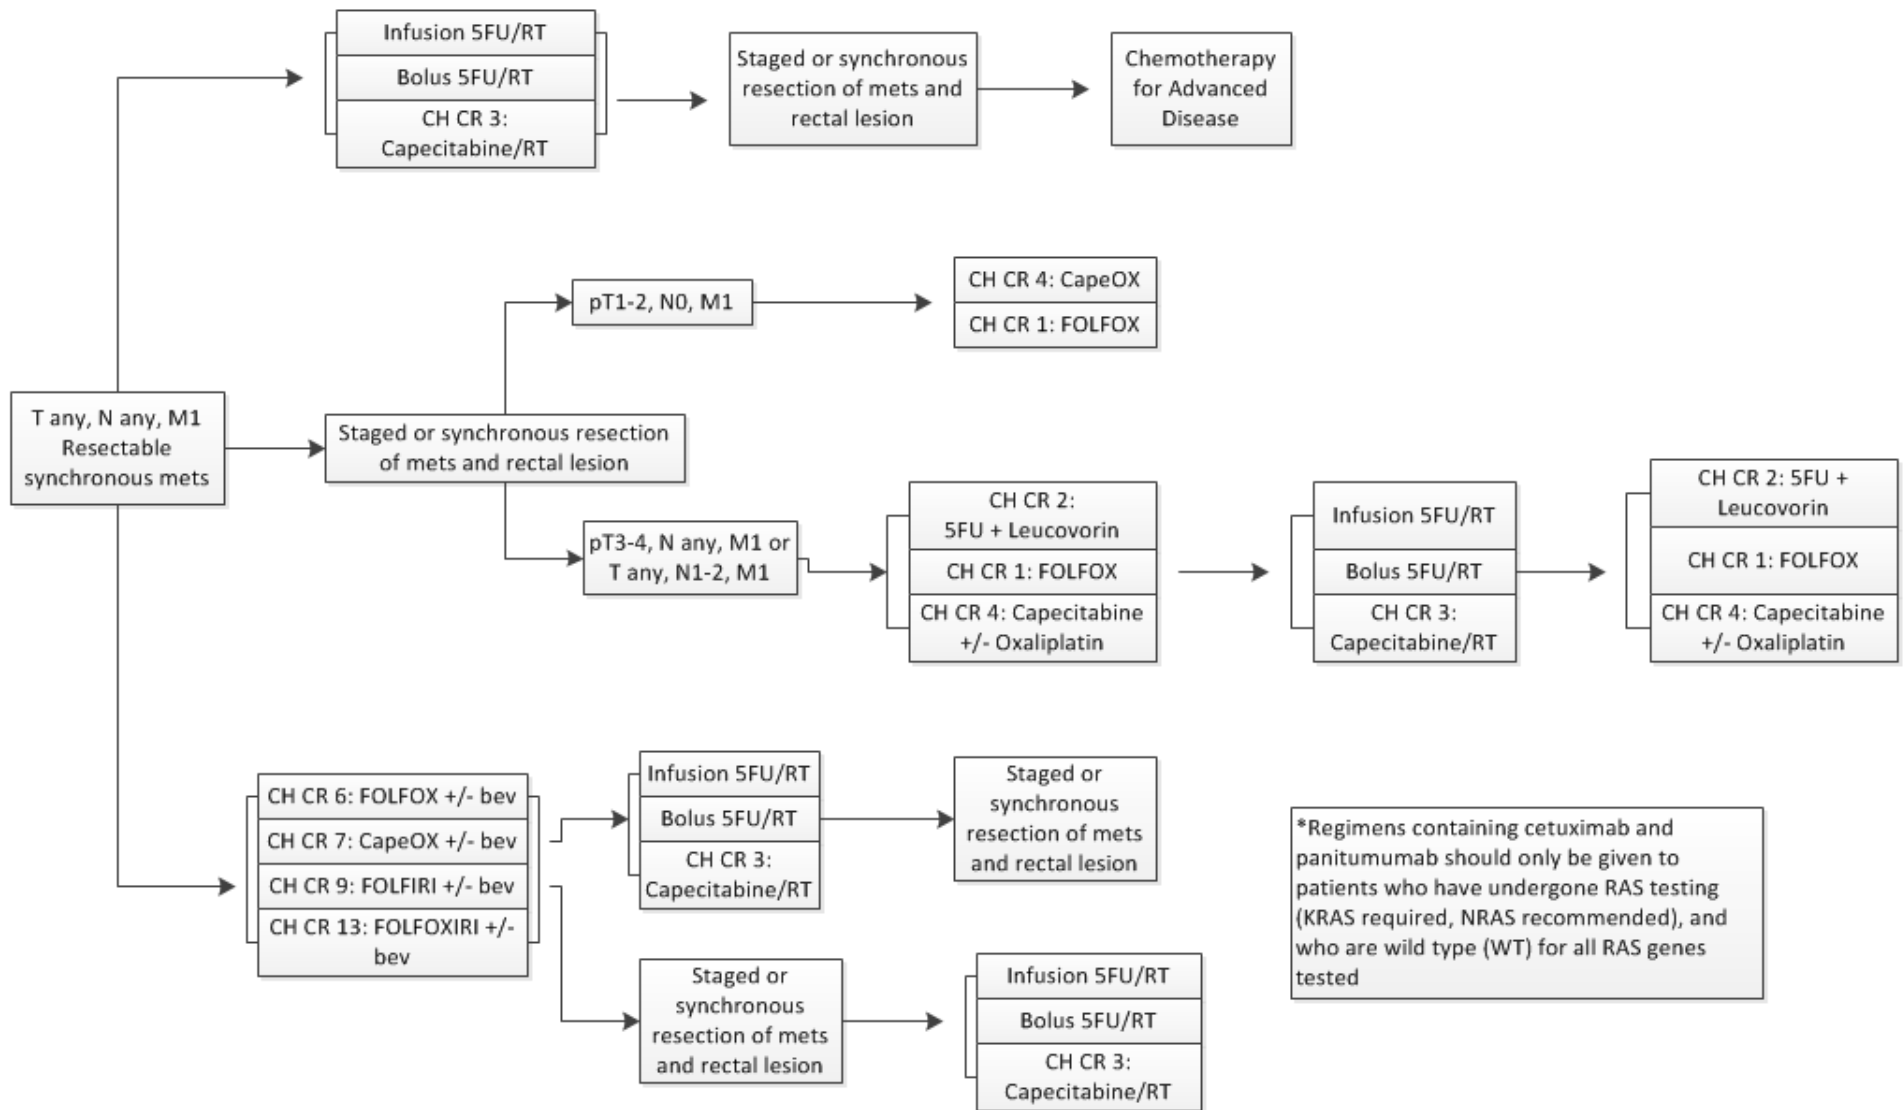 Infusion 5FU/RT
Bolus 5FU/RT
CH CR 3:
Capecitabine/RT
Staged or synchronous
resection of mets and
rectal lesion
Chemotherapy
for Advanced
Disease
T any, N any, M1
Resectable
synchronous mets
Staged or synchronous resection
of mets and rectal lesion
pT1-2, N0, M1
CH CR 4: CapeOX
CH CR 1: FOLFOX
pT3-4, N any, M1 or
T any, N1-2, M1
CH CR 2:
5FU + Leucovorin
CH CR 1: FOLFOX
CH CR 4: Capecitabine
+/- Oxaliplatin
Infusion 5FU/RT
Bolus 5FU/RT
CH CR 3:
Capecitabine/RT
CH CR 2: 5FU +
Leucovorin
CH CR 1: FOLFOX
CH CR 4: Capecitabine
+/- Oxaliplatin
CH CR 6: FOLFOX +/- bev
CH CR 7: CapeOX +/- bev
CH CR 9: FOLFIRI +/- bev
CH CR 13: FOLFOXIRI +/-
bev
Infusion 5FU/RT
Bolus 5FU/RT
CH CR 3:
Capecitabine/RT
Staged or
synchronous
resection of mets
and rectal lesion
Staged or
synchronous
resection of mets
and rectal lesion
Infusion 5FU/RT
Bolus 5FU/RT
CH CR 3:
Capecitabine/RT
*Regimens containing cetuximab and
panitumumab should only be given to
patients who have undergone RAS testing
(KRAS required, NRAS recommended), and
who are wild type (WT) for all RAS genes
tested